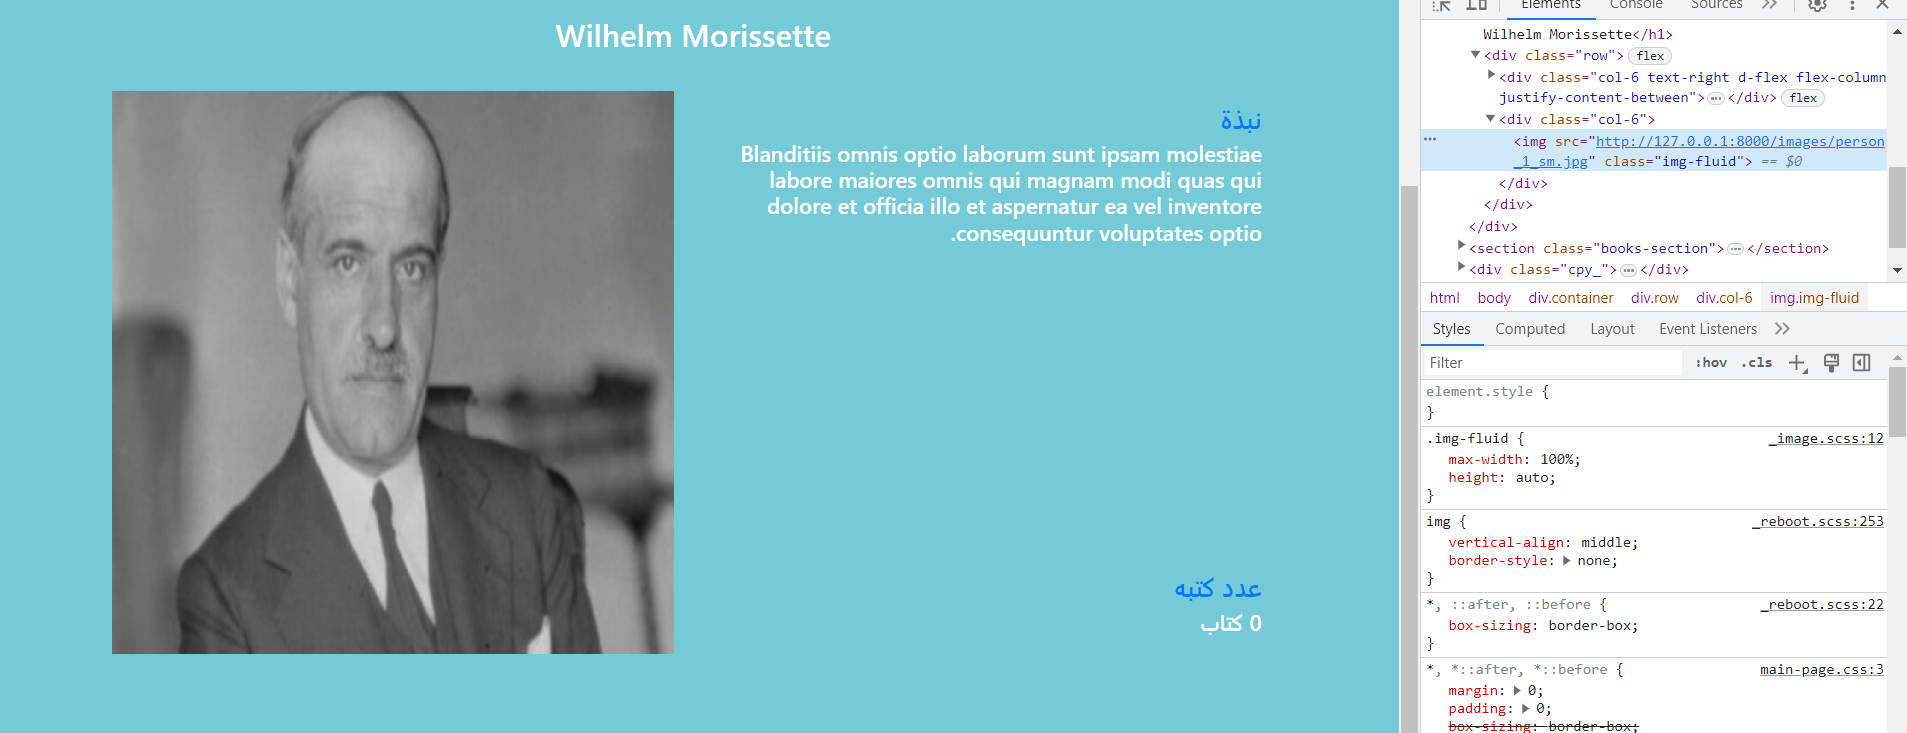 Wilhelm Morissette
نبذة
Blanditiis omnis optio laborum sunt ipsam molestiae
labore maiores omnis qui magnam modi quas qui
dolore et officia illo et aspernatur ea vel inventore
.consequuntur voluptates optio
عدد كتبه
0 كتاب
Elements Console Sources
Wilhelm Morissette</h1>
<div class="row"> flex
<div class="col-6 text-right d-flex flex-column
justify-content-between"> … </div> flex
<div class="col-6">
… <img src="http://127.0.0.1:8000/images/person
_1_sm.jpg" class="img-fluid"> == $0
</div>
</div>
</div>
<section class="books-section"> … </section>
<div class="cpy_"> … </div>
html body div.container div.row div.col-6 img.img-fluid
Styles Computed Layout Event Listeners
Filter :hov .cls
element.style {
}
.img-fluid { _image.scss:12
max-width: 100%;
height: auto;
}
img { _reboot.scss:253
vertical-align: middle;
border-style: none;
}
*, ::after, ::before { _reboot.scss:22
box-sizing: border-box;
}
*, *::after, *::before { main-page.css:3
margin: 0;
padding: 0;
box-sizing: border-box;